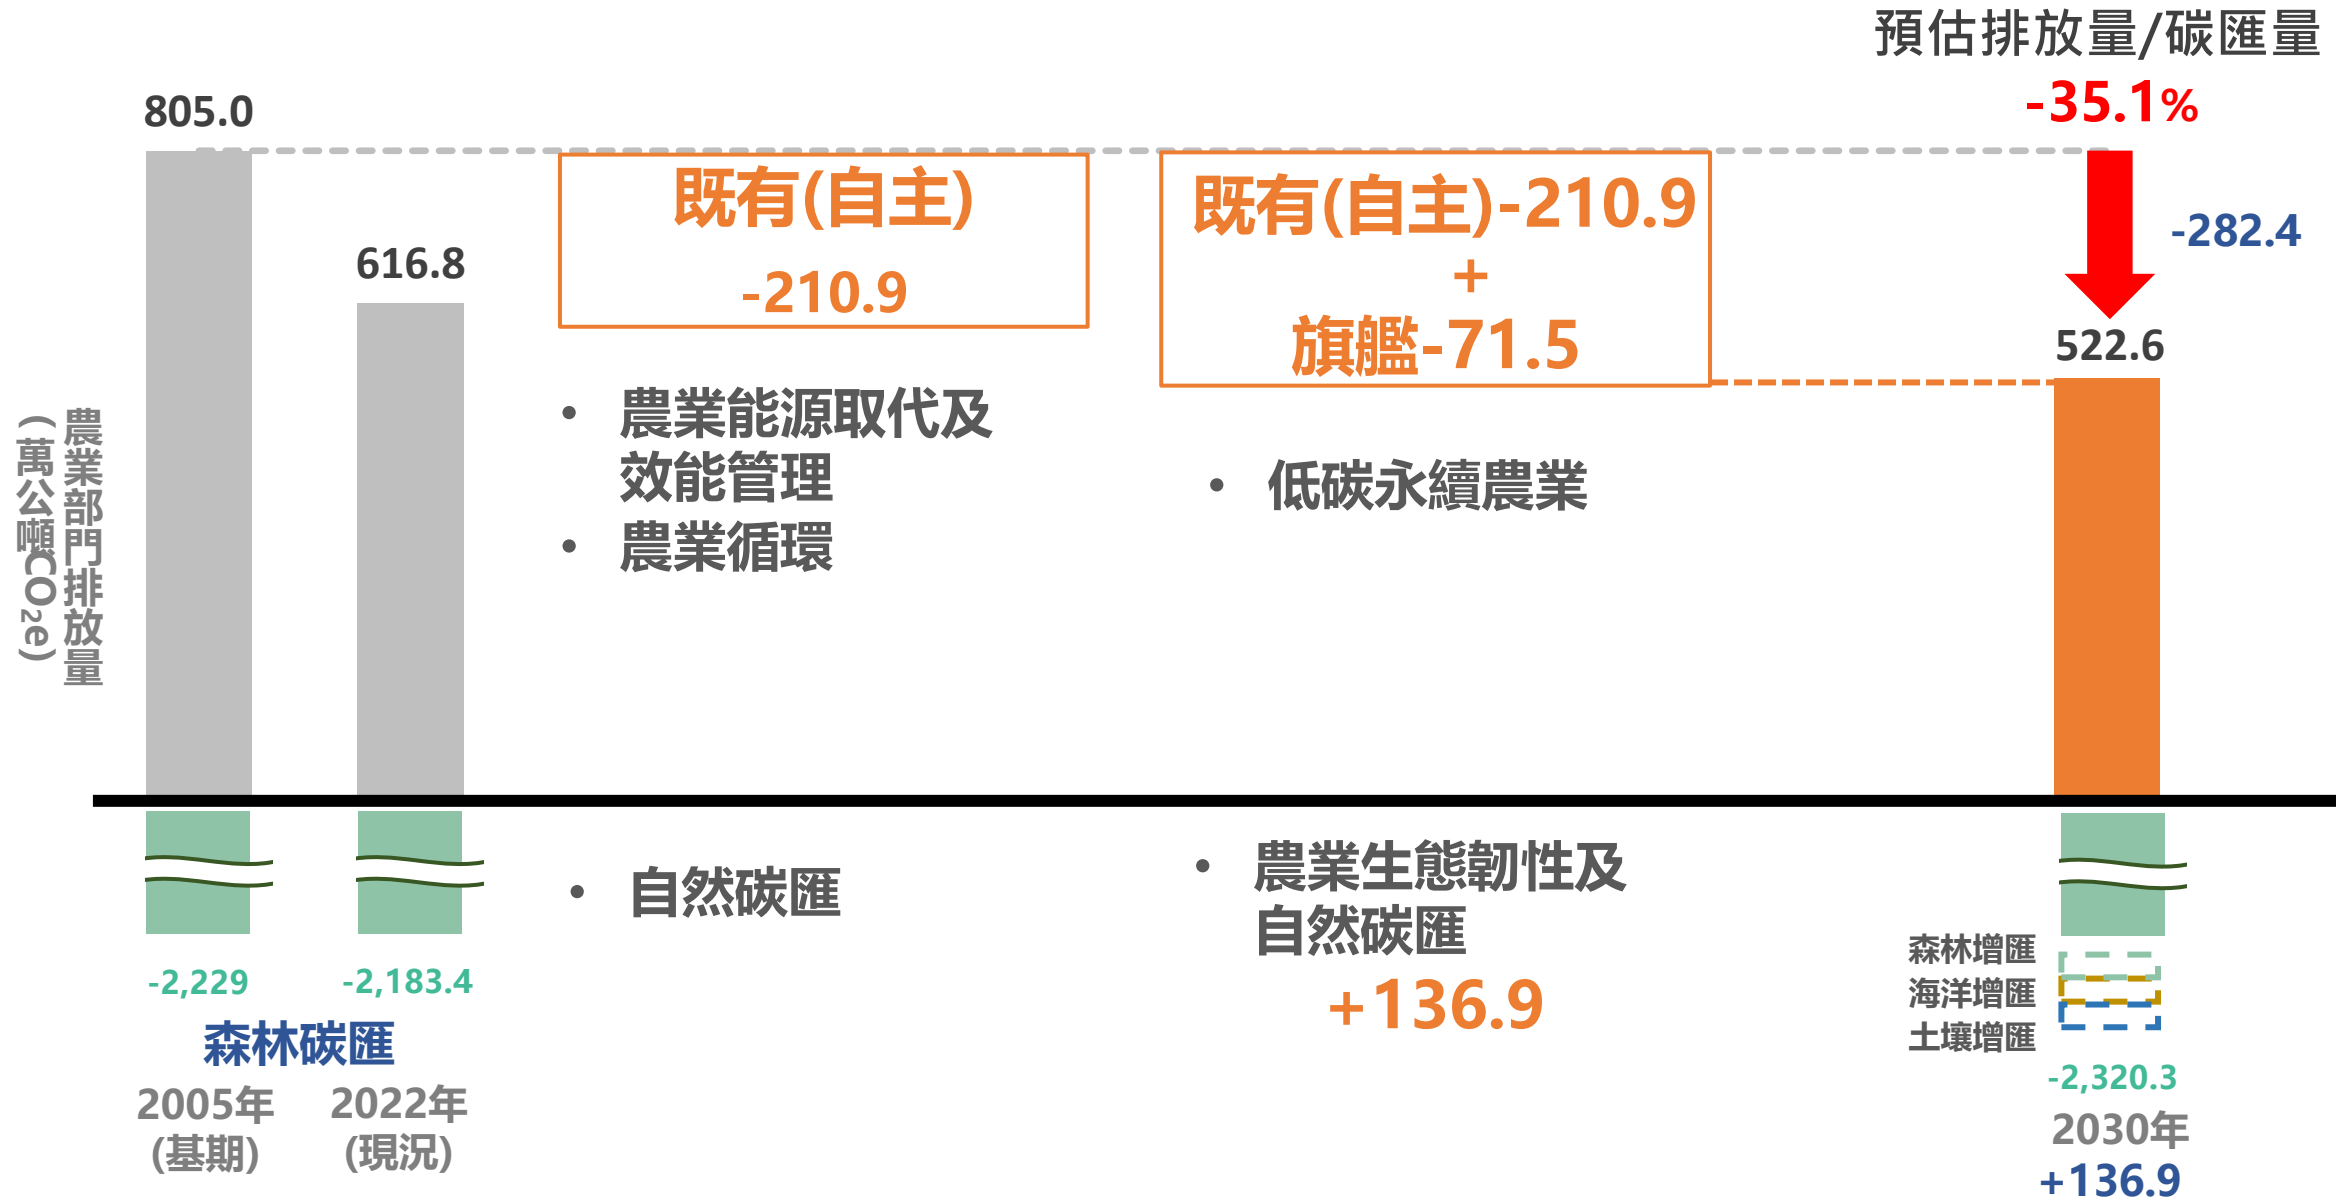 預估排放量/碳匯量
-35.1%
805.0
616.8
既有(自主)
-210.9
既有(自主)-210.9
+
旗艦-71.5
-282.4
522.6
農業部門排放量
(萬公噸CO₂e)
• 農業能源取代及
效能管理
• 農業循環
• 低碳永續農業
• 自然碳匯
• 農業生態韌性及
自然碳匯
+136.9
森林增匯
海洋增匯
土壤增匯
-2,229
-2,183.4
-2,320.3
森林碳匯
2005年
(基期)
2022年
(現況)
2030年
+136.9